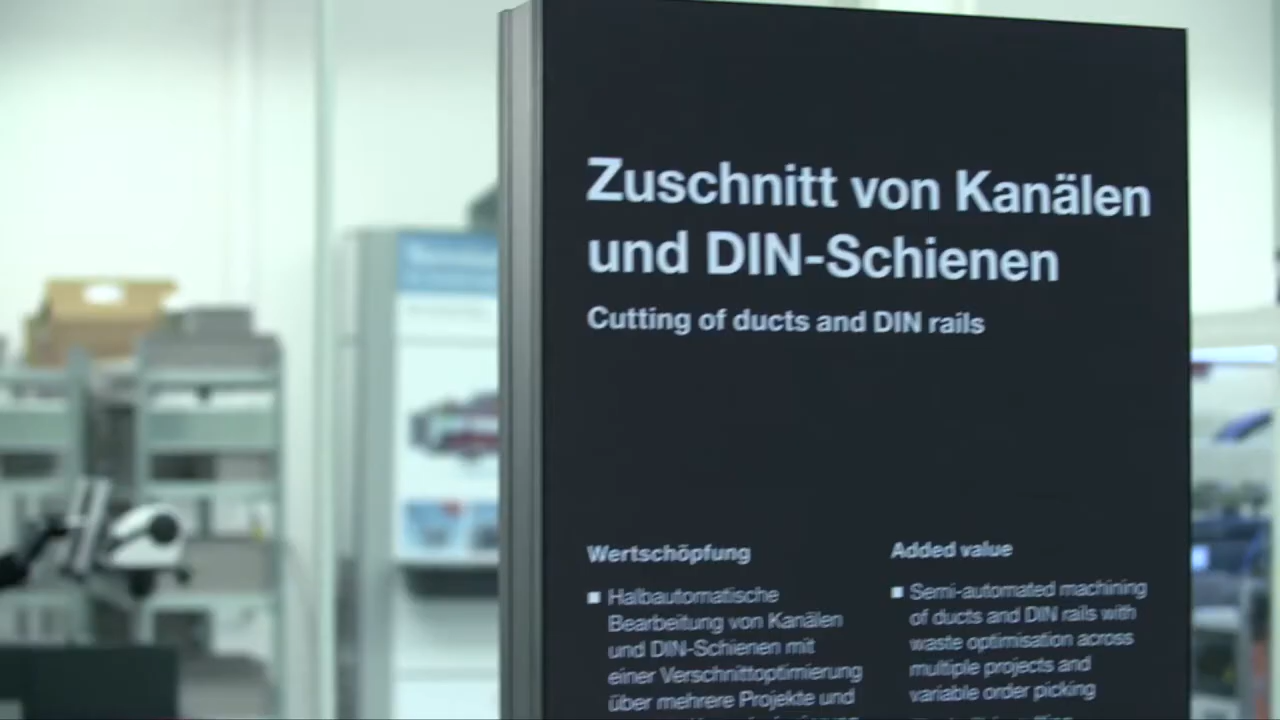 Zuschnitt von Kanälen
und DIN-Schienen
Cutting of ducts and DIN rails
Wertschöpfung
Halbautomatische
Bearbeitung von Kanälen
und DIN-Schienen mit
einer Verschnittoptimierung
über mehrere Projekte und
Added value
Semi-automated machining
of ducts and DIN rails with
waste optimisation across
multiple projects and
variable order picking